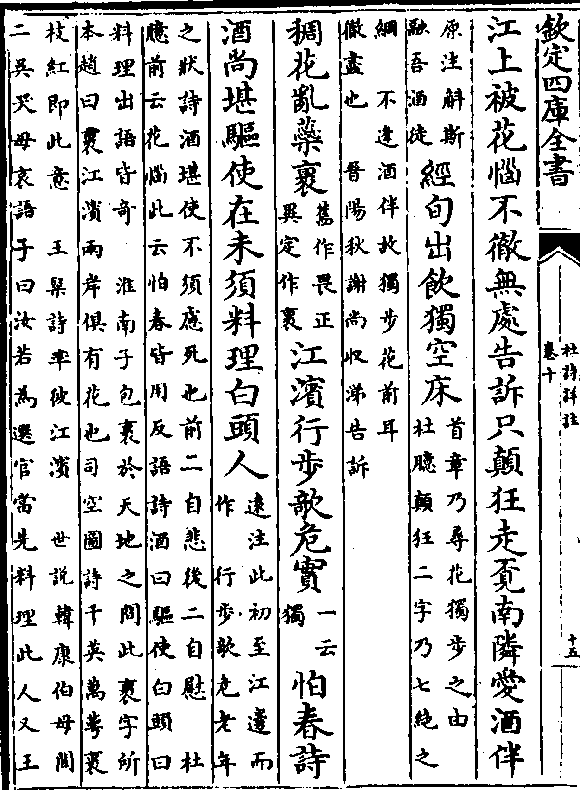 欽定四庫全書
杜詩詳註
卷十
十五
江上被花惱不徹無處告訴只顛狂走覓南隣愛酒伴
原注斛斯
融吾酒徒
經旬出飲獨空床
首章乃尋花獨步之由
杜臆顛狂二字乃七絕之
綱　不逢酒伴故獨步花前耳
徹盡也　晉陽秋謝尚收涕告訴
稠花亂蘂裹
舊作畏正
異定作裹
江濱行步欹危實
一云
獨
怕春詩
酒尚堪驅使在未須料理白頭人
遠注此初至江邊而
作　行步欹危老年
之狀詩酒堪使不須應死也前二自悲後二自慰　杜
臆前云花惱此云怕春皆用反語詩酒曰驅使白頭曰
料理出語皆奇　淮南子包裹於天地之間此裹字所
本趙曰裹江濱兩岸俱有花也司空圖詩千英萬萼裹
枝紅即此意　王粲詩率彼江濱　世說韓康伯母聞
二吳哭母哀語子曰汝若為選官當先料理此人又王